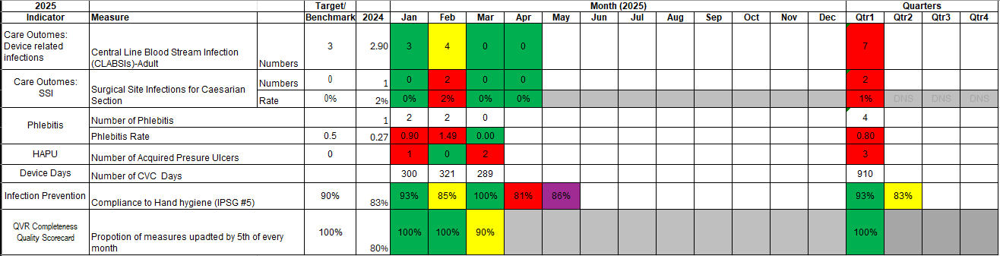 2025 Target/ Month (2025) Quarters
Indicator Measure Benchmark 2024 Jan Feb Mar Apr May Jun Jul Aug Sep Oct Nov Dec Qtr1 Qtr2 Qtr3 Qtr4
Care Outomes:
Device related
infections
Central Line Blood Stream Infection
(CLABSIs)-Adult Numbers 3 2.90 3 4 0 0 7
Care Outcomes:
SSI
Surgical Site Infections for Caesarian
Section
Numbers 0 1 0 2 0 0 2
Rate 0% 2% 0% 2% 0% 0% 1% DNS DNS DNS
Phlebitis
Number of Phlebitis 1 2 2 0 4
Phlebitis Rate 0.5 0.27 0.90 1.49 0.00 0.80
HAPU Number of Acquired Presure Ulcers 0 1 0 2 3
Device Days Number of CVC Days 300 321 289 910
Infection Prevention Compliance to Hand hygiene (IPSG #5) 90% 83% 93% 85% 100% 81% 86% 93% 83%
QVR Completeness
Quality Scorecard
Propotion of measures upadted by 5th of every
month 100% 80% 100% 100% 90% 100%